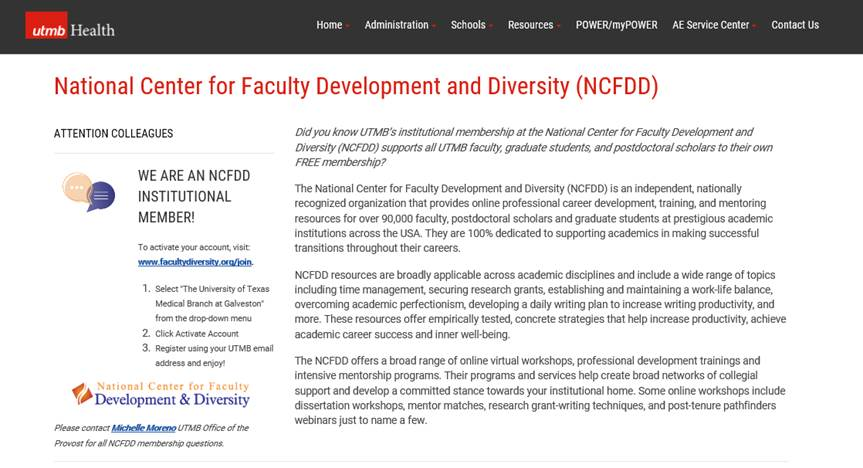 utmb Health
Home Administration Schools Resources POWER/myPOWER AE Service Center Contact Us
National Center for Faculty Development and Diversity (NCFDD)
ATTENTION COLLEAGUES
WE ARE AN NCFDD
INSTITUTIONAL
MEMBER!
To activate your account, visit:
www.facultydiversity.org/join.
1. Select "The University of Texas
Medical Branch at Galveston"
from the drop-down menu
2. Click Activate Account
3. Register using your UTMB email
address and enjoy!
National Center for Faculty
Development & Diversity
Please contact Michelle Moreno UTMB Office of the
Provost for all NCFDD membership questions.
Did you know UTMB's institutional membership at the National Center for Faculty Development and
Diversity (NCFDD) supports all UTMB faculty, graduate students, and postdoctoral scholars to their own
FREE membership?
The National Center for Faculty Development and Diversity (NCFDD) is an independent, nationally
recognized organization that provides online professional career development, training, and mentoring
resources for over 90,000 faculty, postdoctoral scholars and graduate students at prestigious academic
institutions across the USA. They are 100% dedicated to supporting academics in making successful
transitions throughout their careers.
NCFDD resources are broadly applicable across academic disciplines and include a wide range of topics
including time management, securing research grants, establishing and maintaining a work-life balance,
overcoming academic perfectionism, developing a daily writing plan to increase writing productivity, and
more. These resources offer empirically tested, concrete strategies that help increase productivity, achieve
academic career success and inner well-being.
The NCFDD offers a broad range of online virtual workshops, professional development trainings and
intensive mentorship programs. Their programs and services help create broad networks of collegial
support and develop a committed stance towards your institutional home. Some online workshops include
dissertation workshops, mentor matches, research grant-writing techniques, and post-tenure pathfinders
webinars just to name a few.